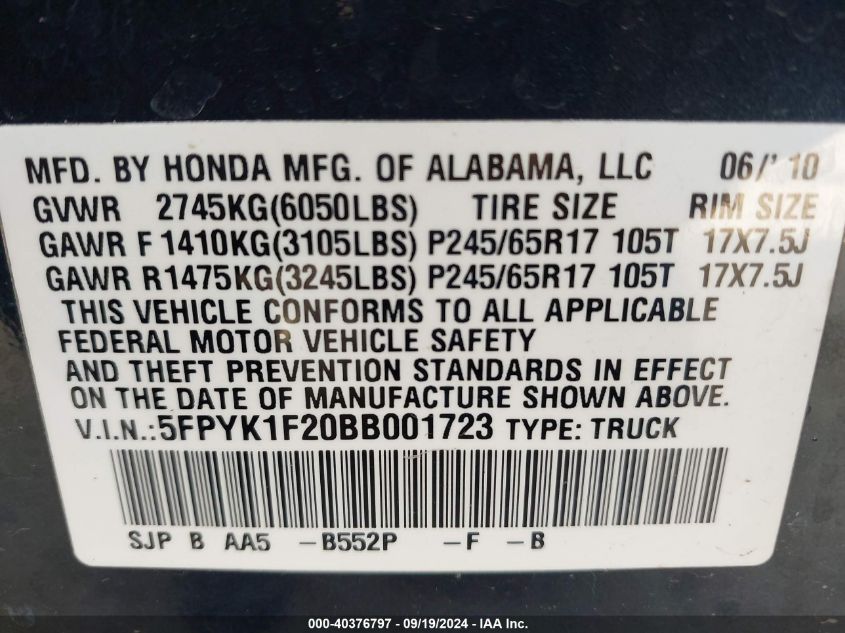 MFD. BY HONDA MFG. OF ALABAMA, LLC 06/'10
GVWR 2745KG(6050LBS) TIRE SIZE RIM SIZE
GAWR F 1410KG(3105LBS) P245/65R17 105T 17X7.5J
GAWR R1475KG(3245LBS) P245/65R17 105T 17X7.5J
THIS VEHICLE CONFORMS TO ALL APPLICABLE
FEDERAL MOTOR VEHICLE SAFETY
AND THEFT PREVENTION STANDARDS IN EFFECT
ON THE DATE OF MANUFACTURE SHOWN ABOVE.
V.I.N.:5FPYK1F20BB001723 TYPE: TRUCK
SJP B AA5 -B552P -F -B
000-40376797 - 09/19/2024 - IAA Inc.